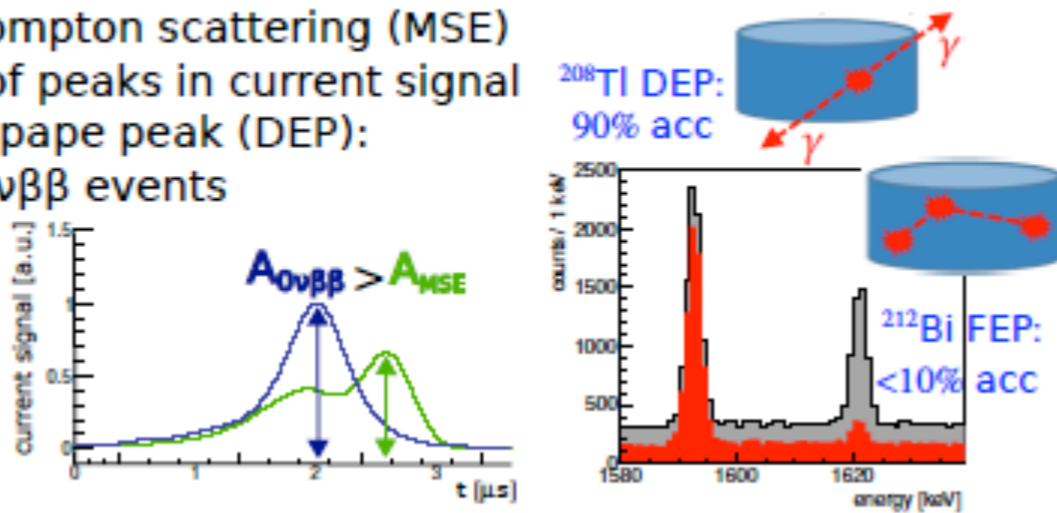 ompton scattering (MSE)
of peaks in current signal
pape peak (DEP):
νββ events
²⁰⁸Tl DEP:
90% acc
γ
γ
current signal [a.u.]
1.5
1
0.5
0
A0νββ > AMSE
1
2
3
t [μs]
counts / 1 keV
2500
2000
1500
1000
500
0
²¹²Bi FEP:
<10% acc
1580
1600
1620
energy [keV]